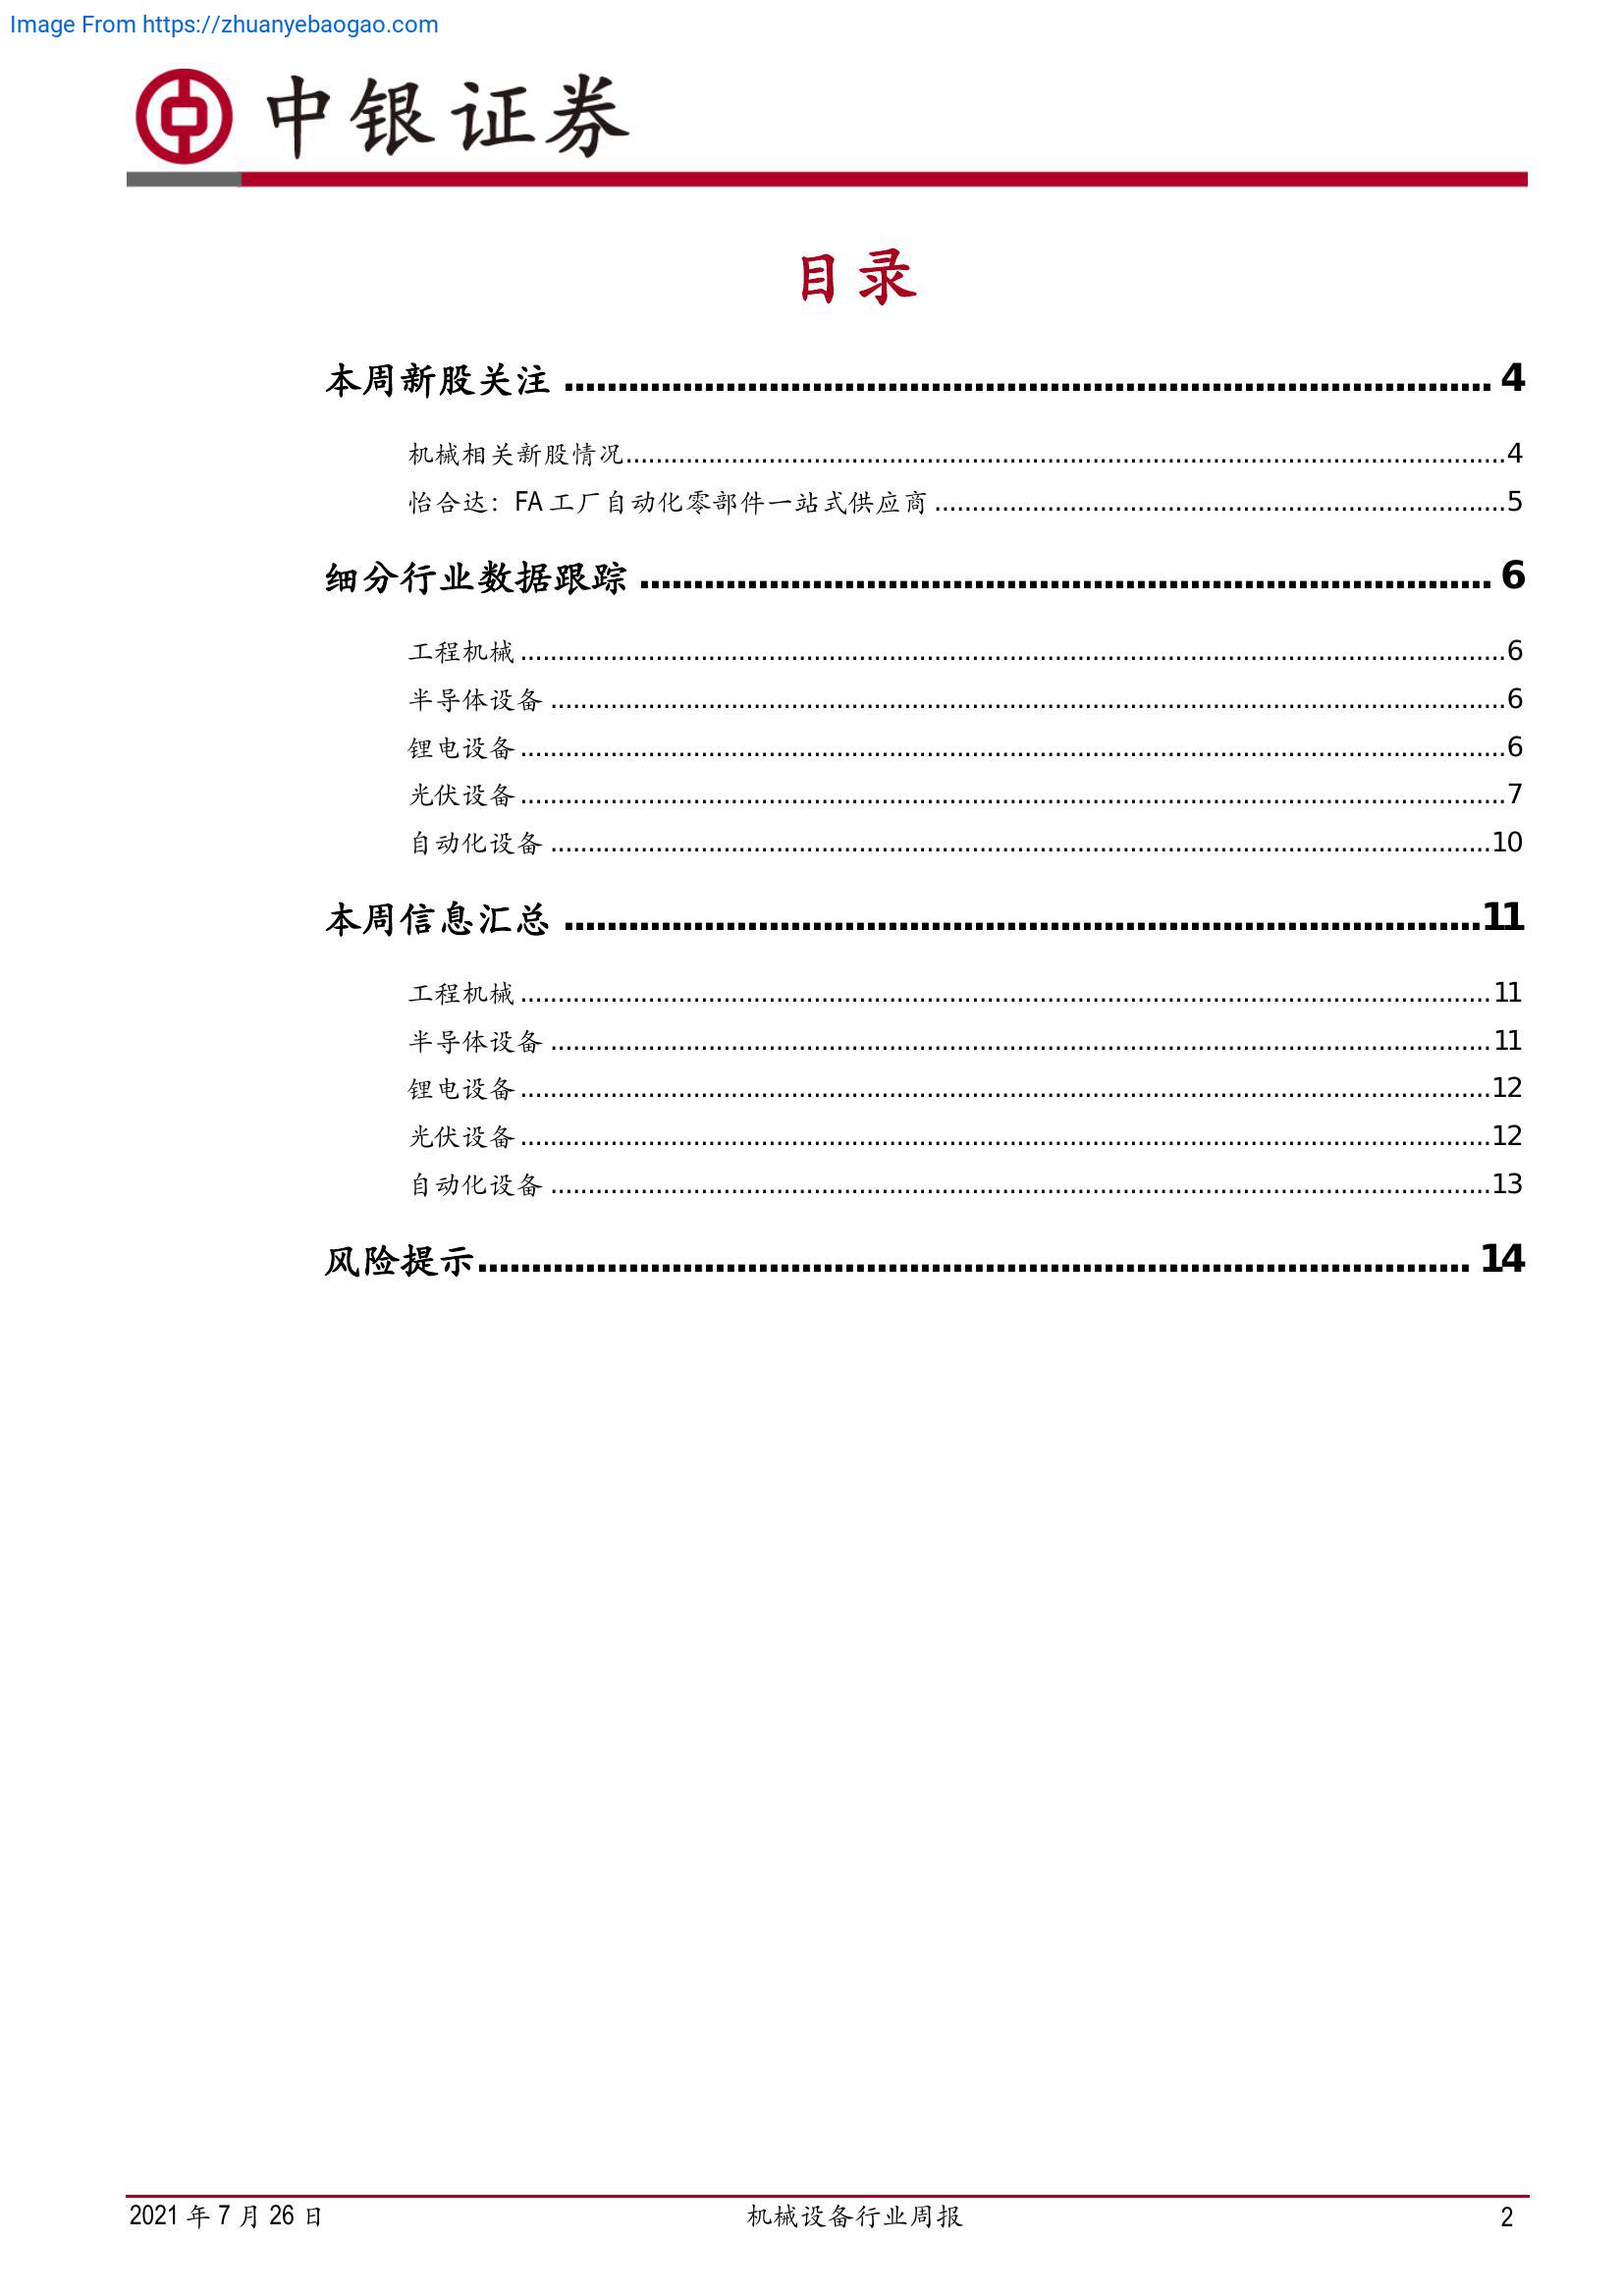 Image From https://zhuanyebaogao.com
中银证券
目录
本周新股关注 ........ 4
机械相关新股情况........4
怡合达：FA 工厂自动化零部件一站式供应商 ........5
细分行业数据跟踪 ........ 6
工程机械 ........6
半导体设备 ........6
锂电设备 ........6
光伏设备 ........7
自动化设备 ........10
本周信息汇总 ........11
工程机械 ........11
半导体设备 ........11
锂电设备 ........12
光伏设备 ........12
自动化设备 ........13
风险提示........ 14
2021 年 7 月 26 日 机械设备行业周报 2